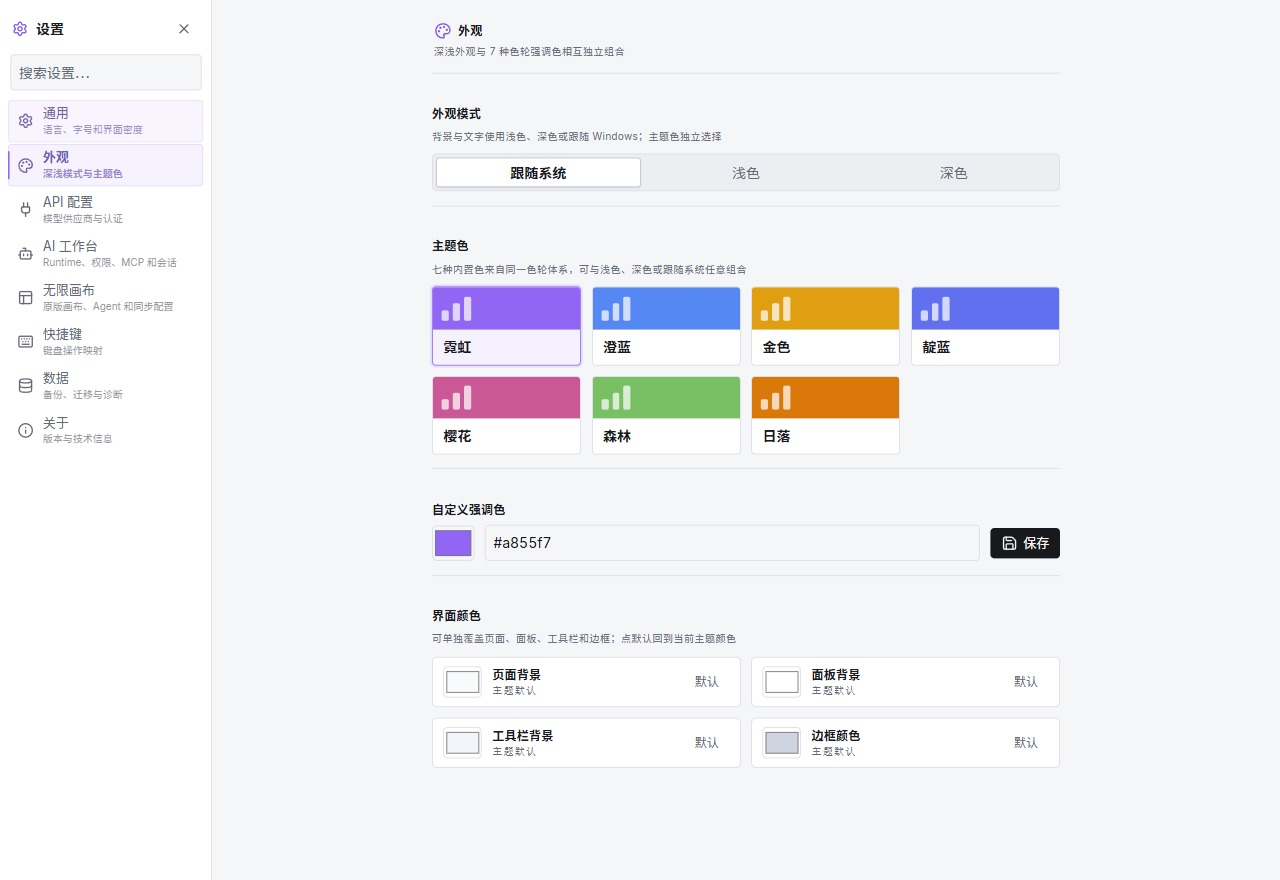 设置
搜索设置...
通用
语言、字号和界面密度
外观
深浅模式与主题色
API 配置
模型供应商与认证
AI 工作台
Runtime、权限、MCP 和会话
无限画布
原版画布、Agent 和同步配置
快捷键
键盘操作映射
数据
备份、迁移与诊断
关于
版本与技术信息
外观
深浅外观与 7 种色轮强调色相互独立组合
外观模式
背景与文字使用浅色、深色或跟随 Windows；主题色独立选择
跟随系统 浅色 深色
主题色
七种内置色来自同一色轮体系，可与浅色、深色或跟随系统任意组合
霓虹 澄蓝 金色 靛蓝
樱花 森林 日落
自定义强调色
#a855f7 保存
界面颜色
可单独覆盖页面、面板、工具栏和边框；点默认回到当前主题颜色
页面背景
主题默认
默认
面板背景
主题默认
默认
工具栏背景
主题默认
默认
边框颜色
主题默认
默认